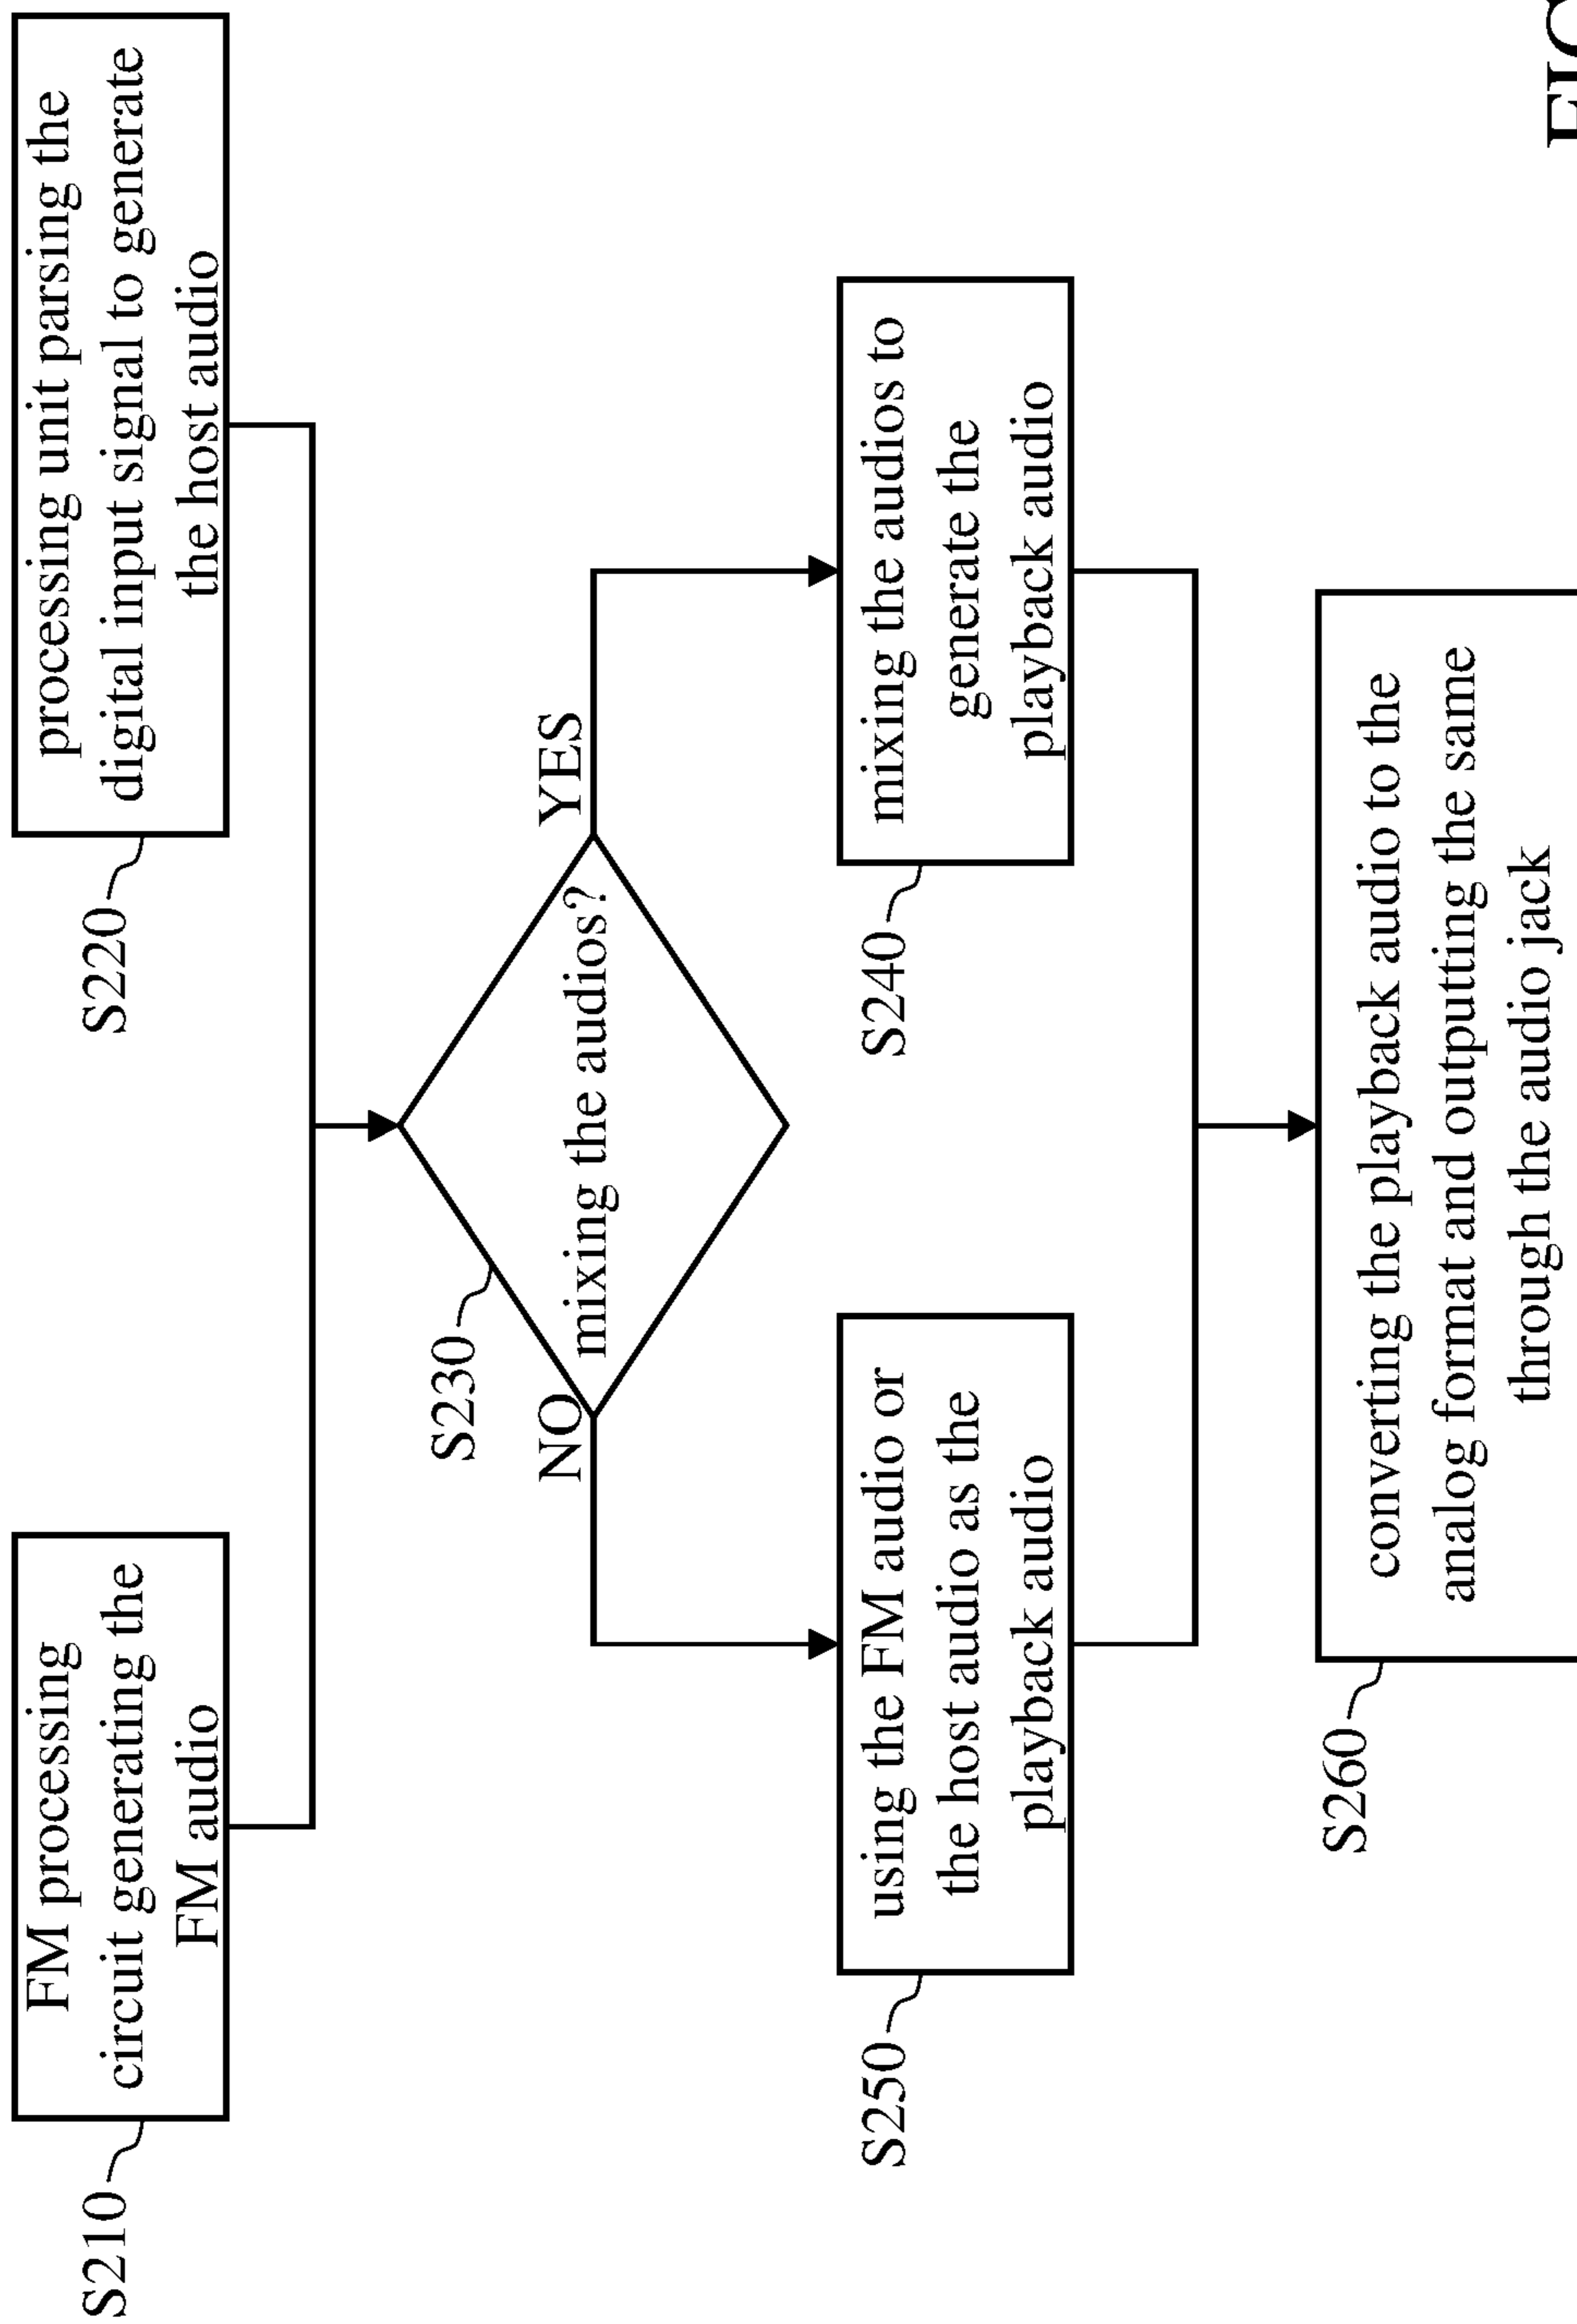 S210
FM processing
circuit generating the
FM audio
S220
processing unit parsing the
digital input signal to generate
the host audio
S230
mixing the audios?
NO
YES
S250
using the FM audio or
the host audio as the
playback audio
S240
mixing the audios to
generate the
playback audio
S260
converting the playback audio to the
analog format and outputting the same
through the audio jack